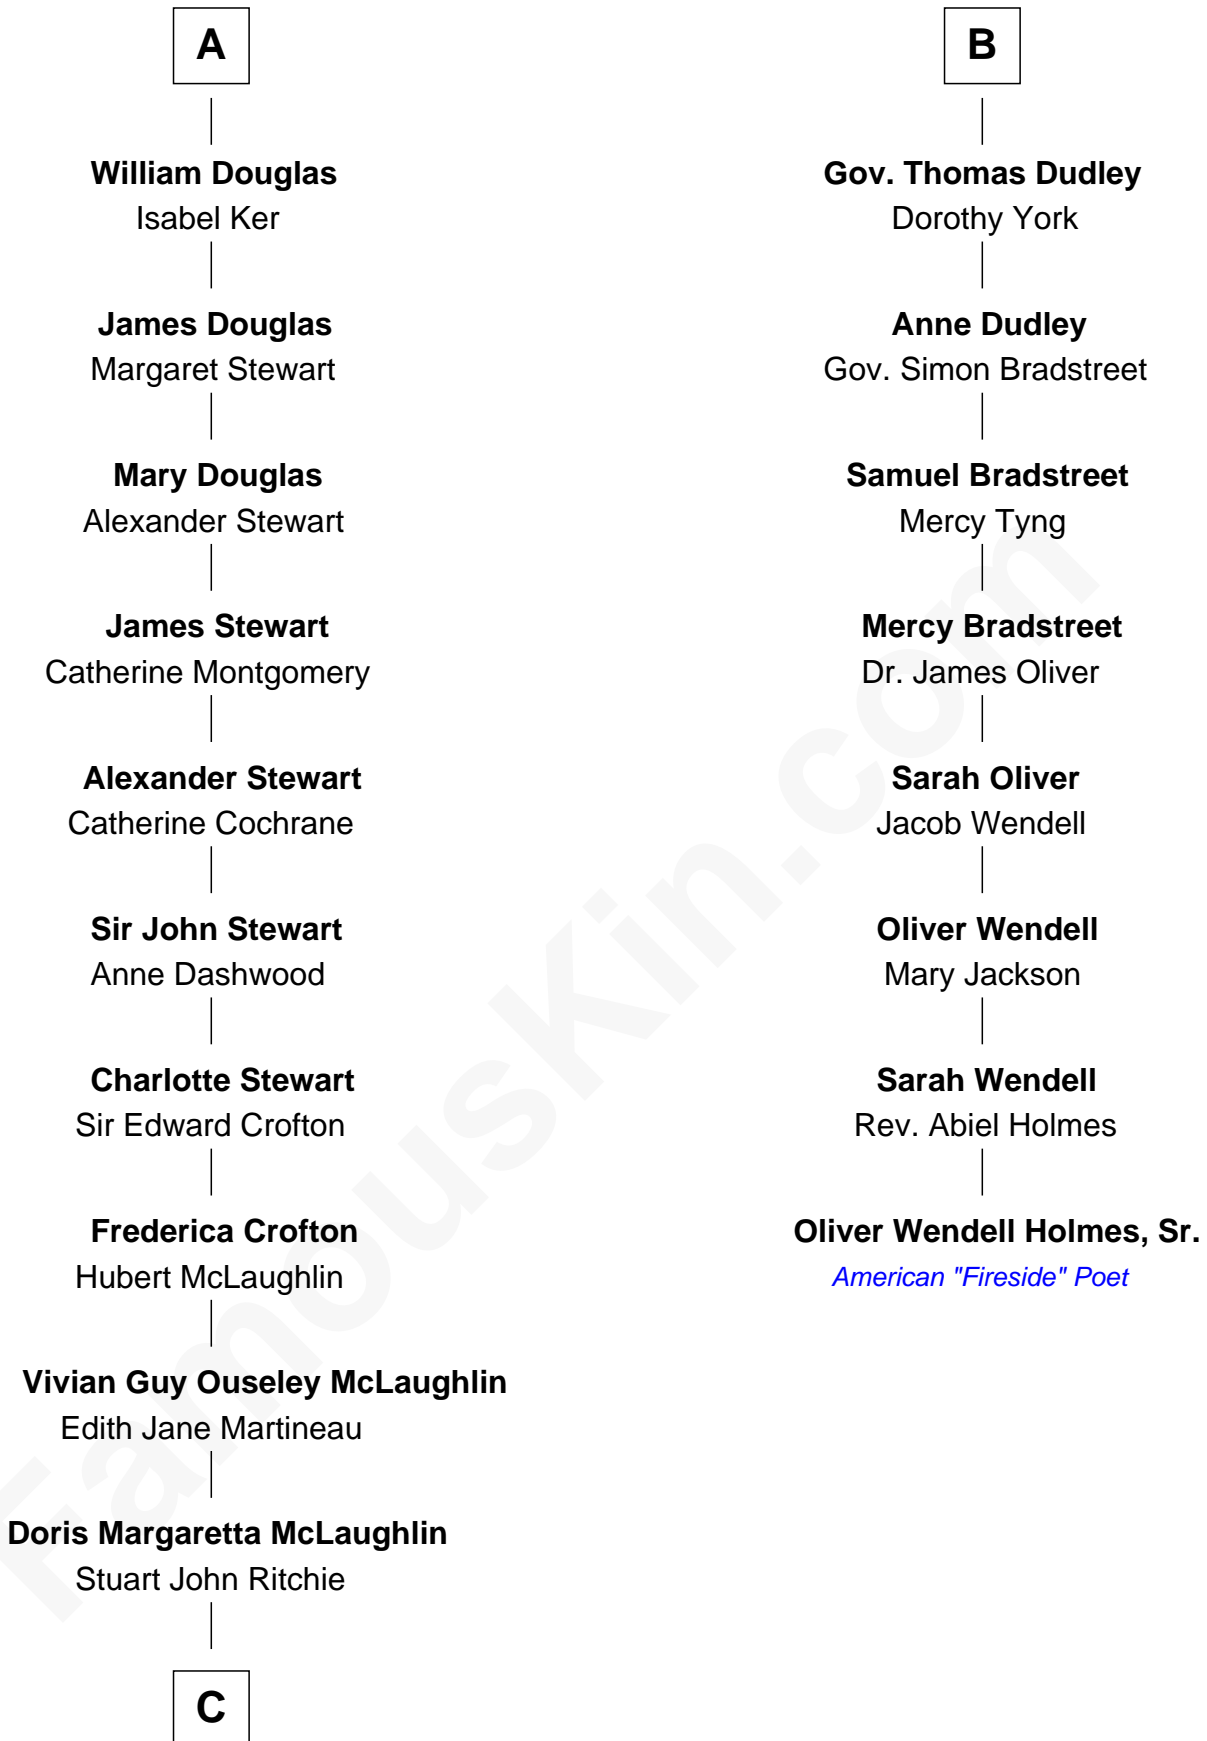 A
William Douglas
Isabel Ker
James Douglas
Margaret Stewart
Mary Douglas
Alexander Stewart
James Stewart
Catherine Montgomery
Alexander Stewart
Catherine Cochrane
Sir John Stewart
Anne Dashwood
Charlotte Stewart
Sir Edward Crofton
Frederica Crofton
Hubert McLaughlin
Vivian Guy Ouseley McLaughlin
Edith Jane Martineau
Doris Margaretta McLaughlin
Stuart John Ritchie
C
B
Gov. Thomas Dudley
Dorothy York
Anne Dudley
Gov. Simon Bradstreet
Samuel Bradstreet
Mercy Tyng
Mercy Bradstreet
Dr. James Oliver
Sarah Oliver
Jacob Wendell
Oliver Wendell
Mary Jackson
Sarah Wendell
Rev. Abiel Holmes
Oliver Wendell Holmes, Sr.
American "Fireside" Poet
FamousKin.com